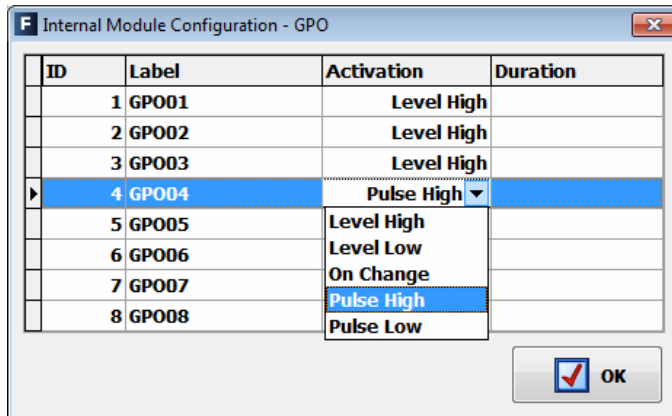 F Internal Module Configuration - GPO
ID Label Activation Duration
1 GPO01 Level High
2 GPO02 Level High
3 GPO03 Level High
4 GPO04 Pulse High
5 GPO05 Level High
6 GPO06 Level Low
On Change
7 GPO07 Pulse High
8 GPO08 Pulse Low
OK